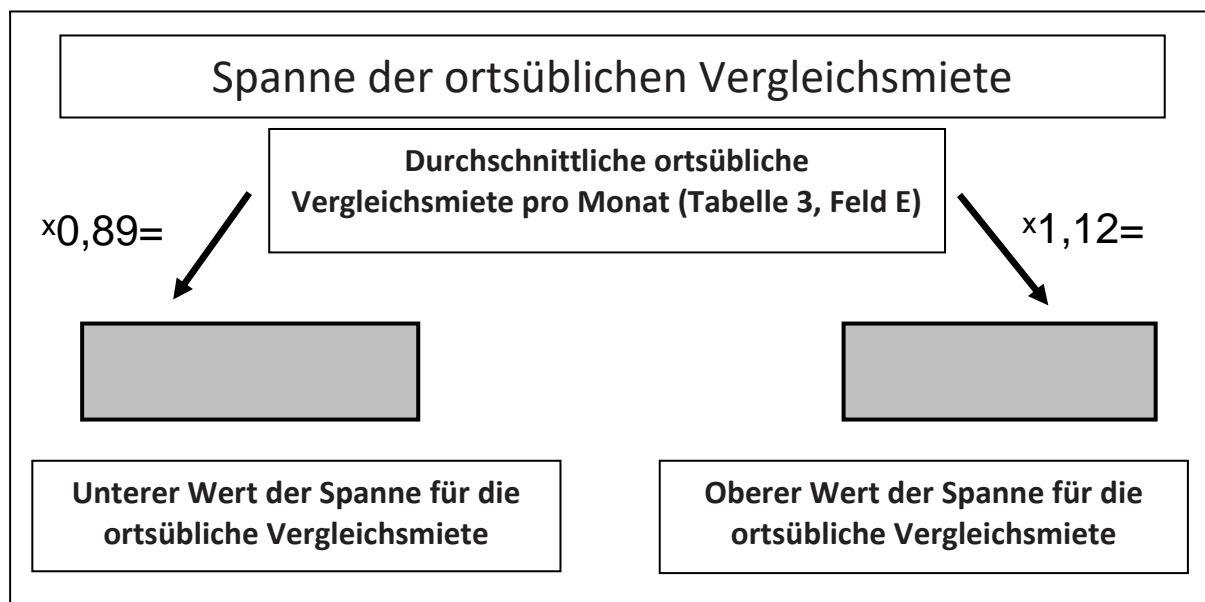 Spanne der ortsüblichen Vergleichsmiete
Durchschnittliche ortsübliche
Vergleichsmiete pro Monat (Tabelle 3, Feld E)
x0,89=
x1,12=
Unterer Wert der Spanne für die
ortsübliche Vergleichsmiete
Oberer Wert der Spanne für die
ortsübliche Vergleichsmiete